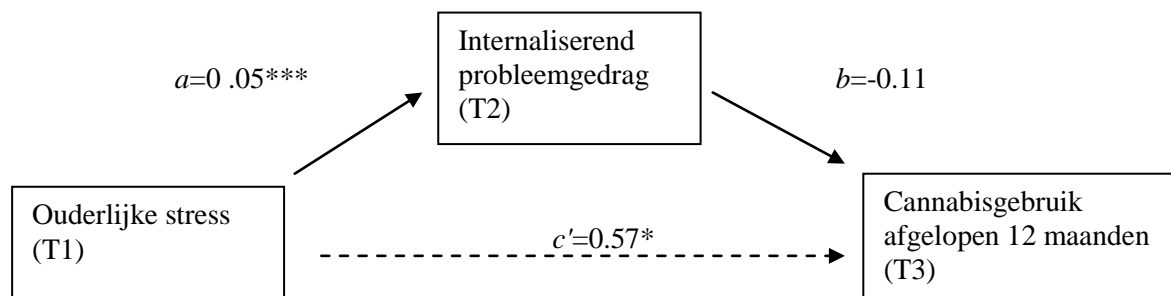 Internaliserend
probleemgedrag
(T2)
a=0 .05***
b=-0.11
Ouderlijke stress
(T1)
c'=0.57*
Cannabisgebruik
afgelopen 12 maanden
(T3)